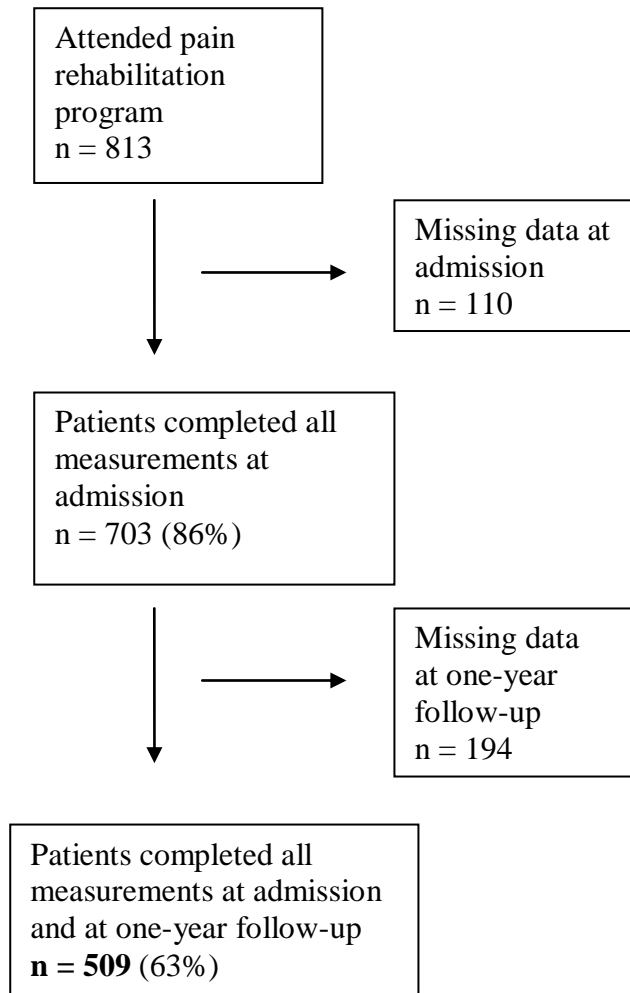 Attended pain
rehabilitation
program
n = 813
Missing data at
admission
n = 110
Patients completed all
measurements at
admission
n = 703 (86%)
Missing data
at one-year
follow-up
n = 194
Patients completed all
measurements at admission
and at one-year follow-up
n = 509 (63%)